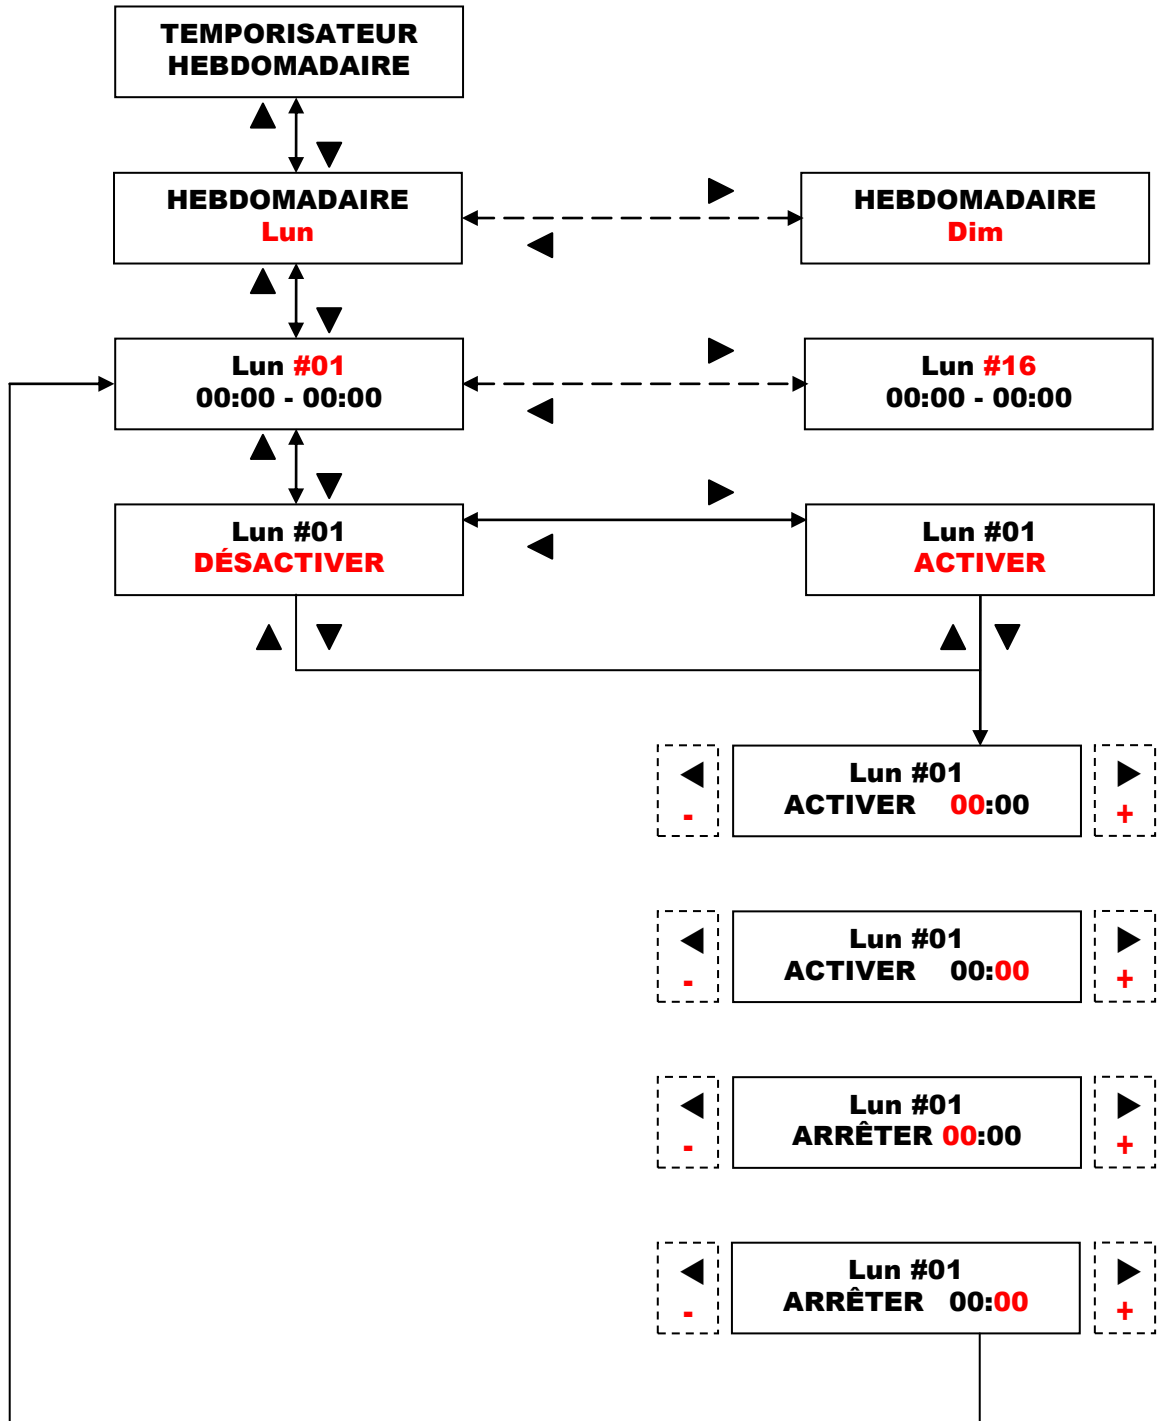 TEMPORISATEUR
HEBDOMADAIRE
HEBDOMADAIRE
Lun
HEBDOMADAIRE
Dim
Lun #01
00:00 - 00:00
Lun #16
00:00 - 00:00
Lun #01
DÉSACTIVER
Lun #01
ACTIVER
-
Lun #01
ACTIVER 00:00
+
-
Lun #01
ACTIVER 00:00
+
-
Lun #01
ARRÊTER 00:00
+
-
Lun #01
ARRÊTER 00:00
+